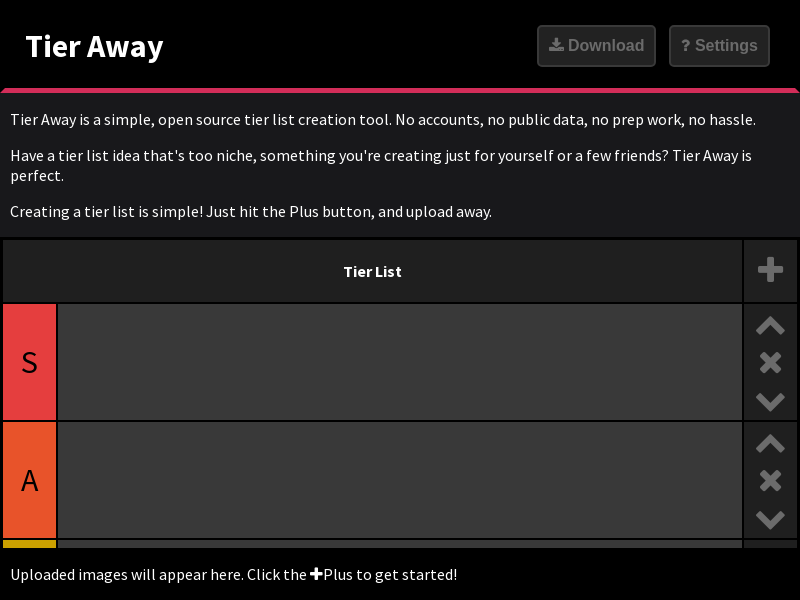 Tier Away
Download
? Settings
Tier Away is a simple, open source tier list creation tool. No accounts, no public data, no prep work, no hassle.
Have a tier list idea that's too niche, something you're creating just for yourself or a few friends? Tier Away is
perfect.
Creating a tier list is simple! Just hit the Plus button, and upload away.
Tier List
S
A
Uploaded images will appear here. Click the Plus to get started!